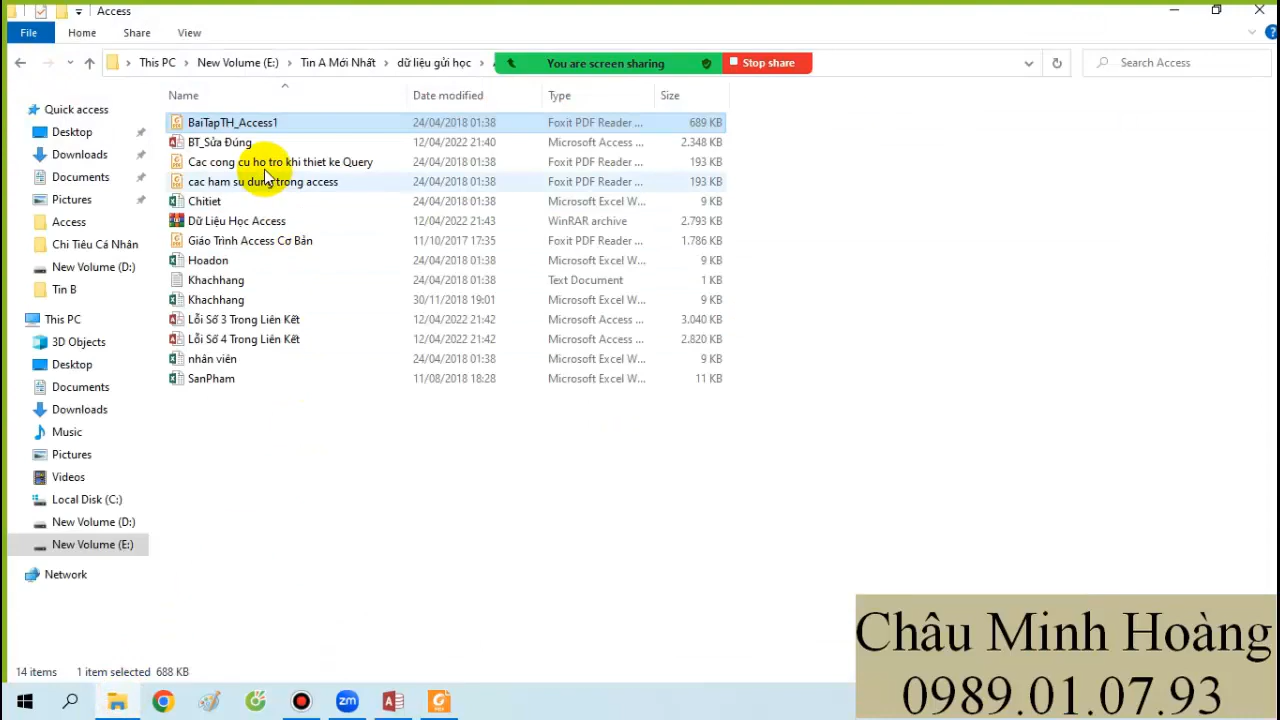 Access
File
Home
Share
View
This PC
New Volume (E:)
Tin A Mới Nhất
dữ liệu gửi học
You are screen sharing
Stop share
Search Access
Name
Date modified
Type
Size
BaiTapTH_Access1 24/04/2018 01:38 Foxit PDF Reader ... 689 KB
BT_Sửa Đúng 12/04/2022 21:40 Microsoft Access ... 2.348 KB
Cac cong cu ho tro khi thiet ke Query 24/04/2018 01:38 Foxit PDF Reader ... 193 KB
cac ham su dung trong access 24/04/2018 01:38 Foxit PDF Reader ... 193 KB
Chitiet 24/04/2018 01:38 Microsoft Excel W... 9 KB
Dữ Liệu Học Access 12/04/2022 21:43 WinRAR archive 2.793 KB
Giáo Trình Access Cơ Bản 11/10/2017 17:35 Foxit PDF Reader ... 1.786 KB
Hoadon 24/04/2018 01:38 Microsoft Excel W... 9 KB
Khachhang 24/04/2018 01:38 Text Document 1 KB
Khachhang 30/11/2018 19:01 Microsoft Excel W... 9 KB
Lỗi Số 3 Trong Liên Kết 12/04/2022 21:42 Microsoft Access ... 3.040 KB
Lỗi Số 4 Trong Liên Kết 12/04/2022 21:42 Microsoft Access ... 2.820 KB
nhân viên 24/04/2018 01:38 Microsoft Excel W... 9 KB
SanPham 11/08/2018 18:28 Microsoft Excel W... 11 KB
Quick access
Desktop
Downloads
Documents
Pictures
Access
Chi Tiêu Cá Nhân
New Volume (D:)
Tin B
This PC
3D Objects
Desktop
Documents
Downloads
Music
Pictures
Videos
Local Disk (C:)
New Volume (D:)
New Volume (E:)
Network
14 items
1 item selected 688 KB
Châu Minh Hoàng
0989.01.07.93
zm